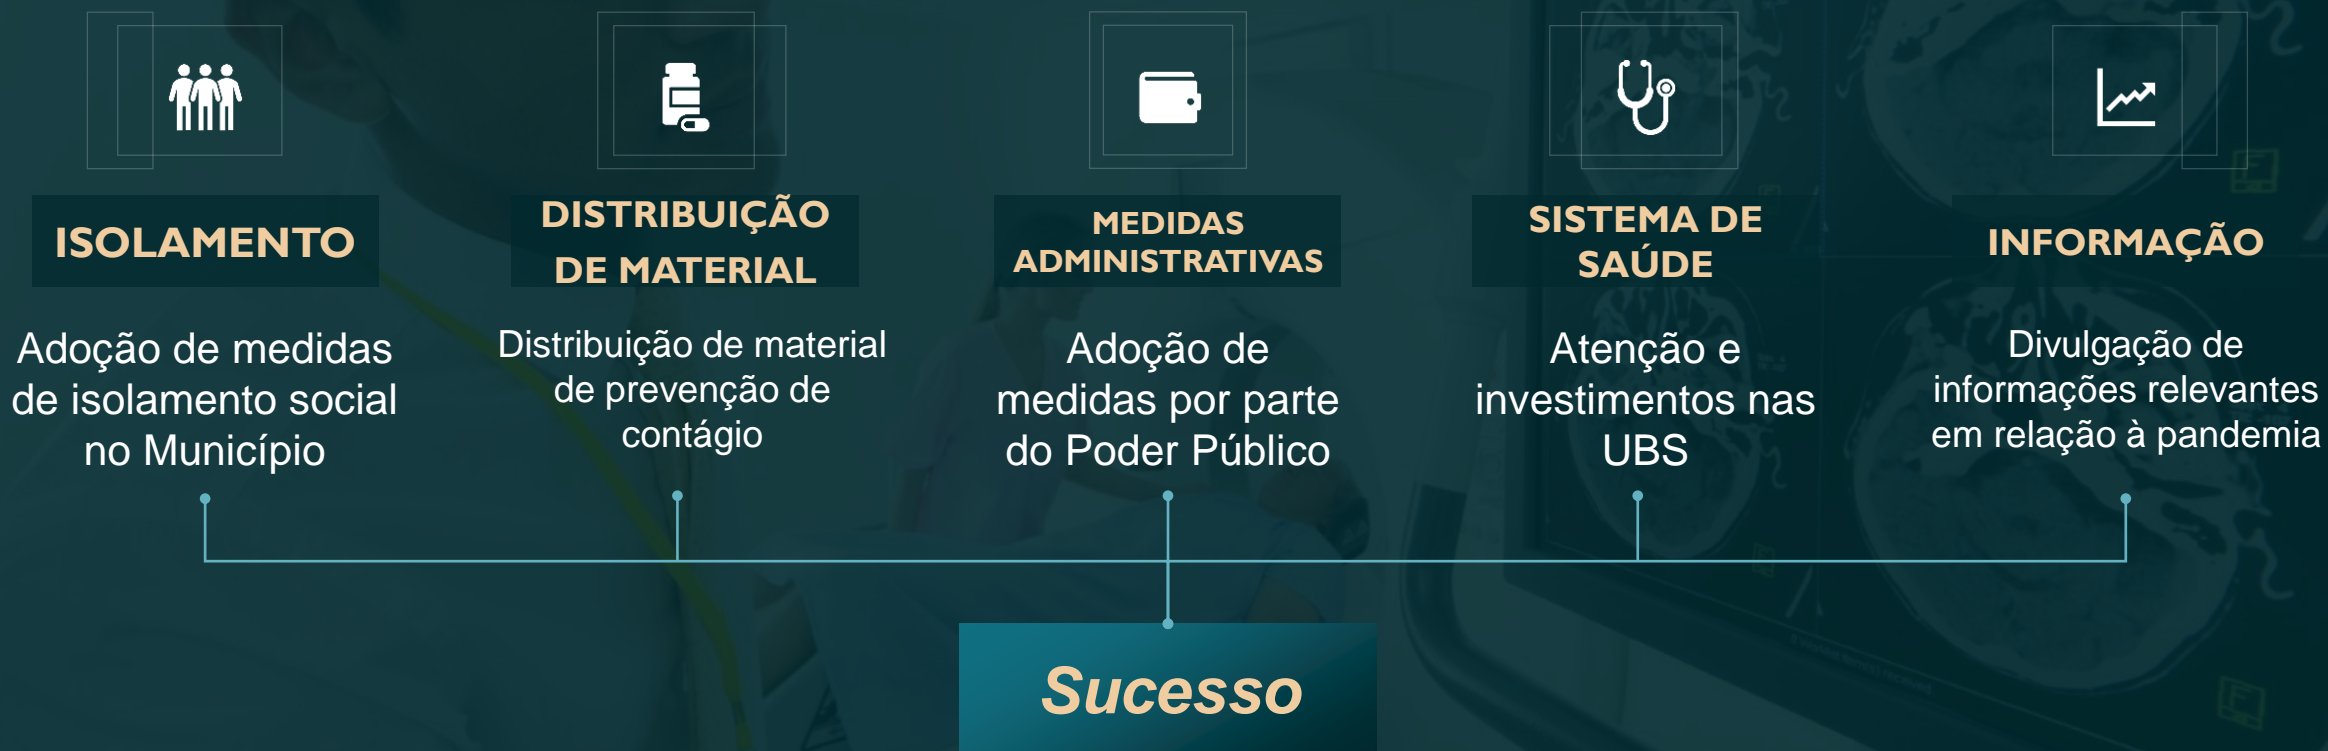 ISOLAMENTO
Adoção de medidas
de isolamento social
no Município
DISTRIBUIÇÃO
DE MATERIAL
Distribuição de material
de prevenção de
contágio
MEDIDAS
ADMINISTRATIVAS
Adoção de
medidas por parte
do Poder Público
SISTEMA DE
SAÚDE
Atenção e
investimentos nas
UBS
INFORMAÇÃO
Divulgação de
informações relevantes
em relação à pandemia
Sucesso